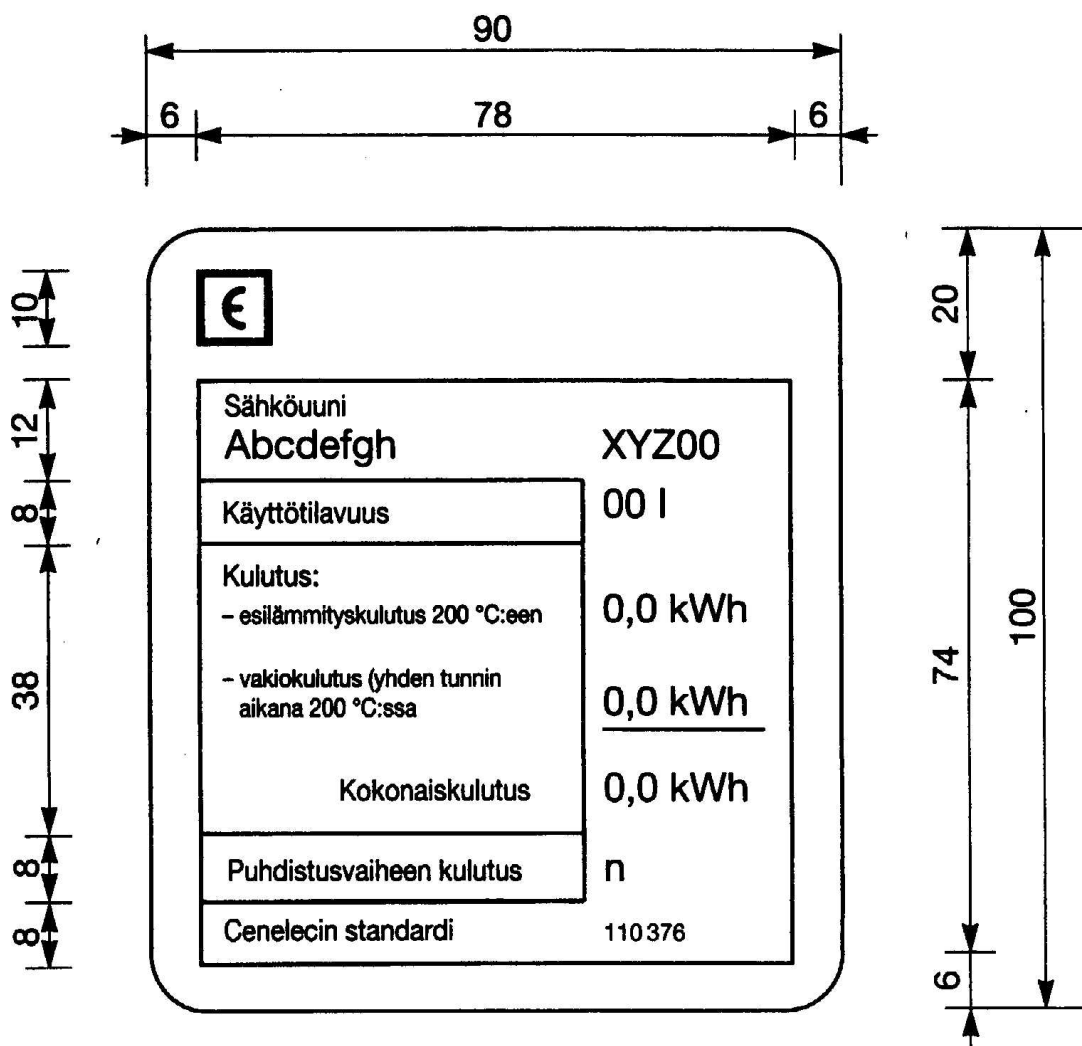 90
6 78 6
10
20
12
8
38
8
8
74
6
100
Є
Sähköuuni
Abcdefgh XYZ00
Käyttötilavuus 00 l
Kulutus:
– esilämmityskulutus 200 °C:een 0,0 kWh
– vakiokulutus (yhden tunnin
aikana 200 °C:ssa 0,0 kWh
Kokonaiskulutus 0,0 kWh
Puhdistusvaiheen kulutus n
Cenelecin standardi 110 376